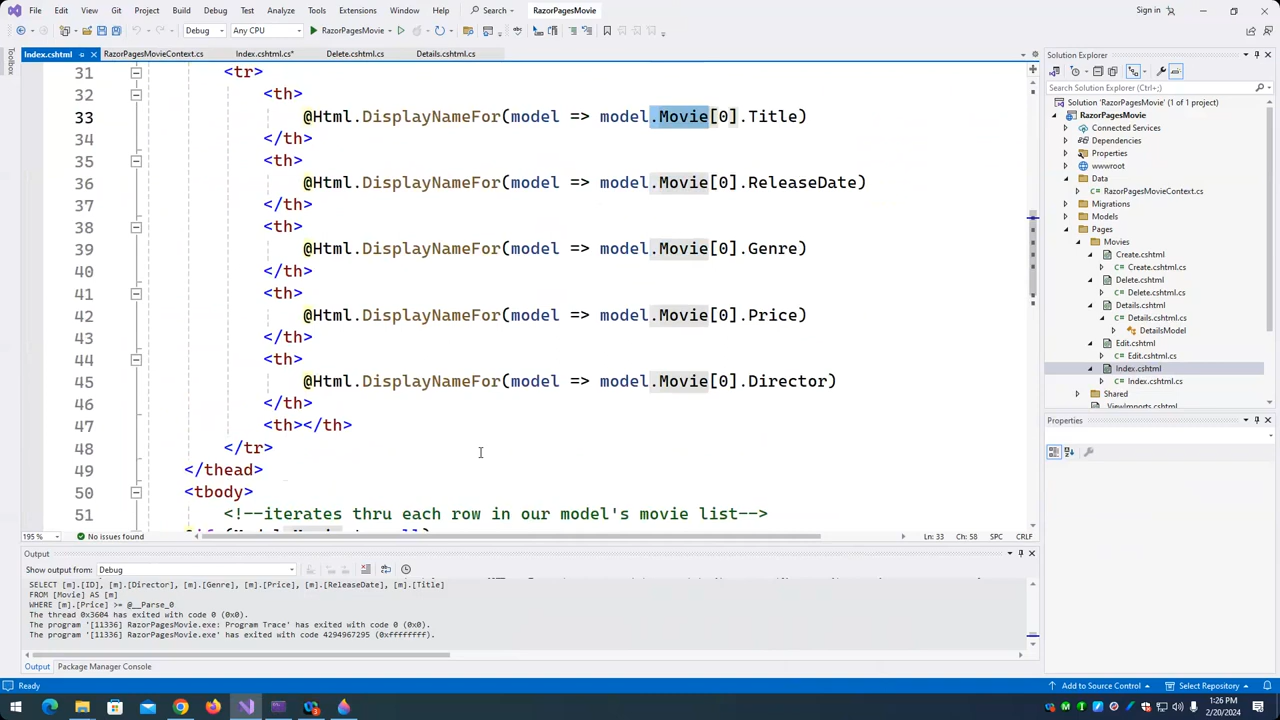 File Edit View Git Project Build Debug Test Analyze Tools Extensions Window Help Search RazorPagesMovie Sign in
Debug Any CPU RazorPagesMovie
Index.cshtml RazorPagesMovieContext.cs Index.cshtml.cs* Delete.cshtml.cs Details.cshtml.cs
Toolbox
31 <tr>
32 <th>
33 @Html.DisplayNameFor(model => model.Movie[0].Title)
34 </th>
35 <th>
36 @Html.DisplayNameFor(model => model.Movie[0].ReleaseDate)
37 </th>
38 <th>
39 @Html.DisplayNameFor(model => model.Movie[0].Genre)
40 </th>
41 <th>
42 @Html.DisplayNameFor(model => model.Movie[0].Price)
43 </th>
44 <th>
45 @Html.DisplayNameFor(model => model.Movie[0].Director)
46 </th>
47 <th></th>
48 </tr>
49 </thead>
50 <tbody>
51 <!--iterates thru each row in our model's movie list-->
195 % No issues found Ln: 33 Ch: 58 SPC CRLF
Output
Show output from: Debug
SELECT [m].[ID], [m].[Director], [m].[Genre], [m].[Price], [m].[ReleaseDate], [m].[Title]
FROM [Movie] AS [m]
WHERE [m].[Price] >= @__Parse_0
The thread 0x3604 has exited with code 0 (0x0).
The program '[11336] RazorPagesMovie.exe: Program Trace' has exited with code 0 (0x0).
The program '[11336] RazorPagesMovie.exe' has exited with code 4294967295 (0xffffffff).
Output Package Manager Console
Solution Explorer
Search Solution Explorer (Ctrl+;)
Solution 'RazorPagesMovie' (1 of 1 project)
RazorPagesMovie
Connected Services
Dependencies
Properties
wwwroot
Data
C# RazorPagesMovieContext.cs
Migrations
Models
Pages
Movies
Create.cshtml
C# Create.cshtml.cs
Delete.cshtml
C# Delete.cshtml.cs
Details.cshtml
C# Details.cshtml.cs
DetailsModel
Edit.cshtml
C# Edit.cshtml.cs
Index.cshtml
C# Index.cshtml.cs
Shared
_ViewImports.cshtml
Properties
Ready Add to Source Control Select Repository
1:26 PM
2/20/2024